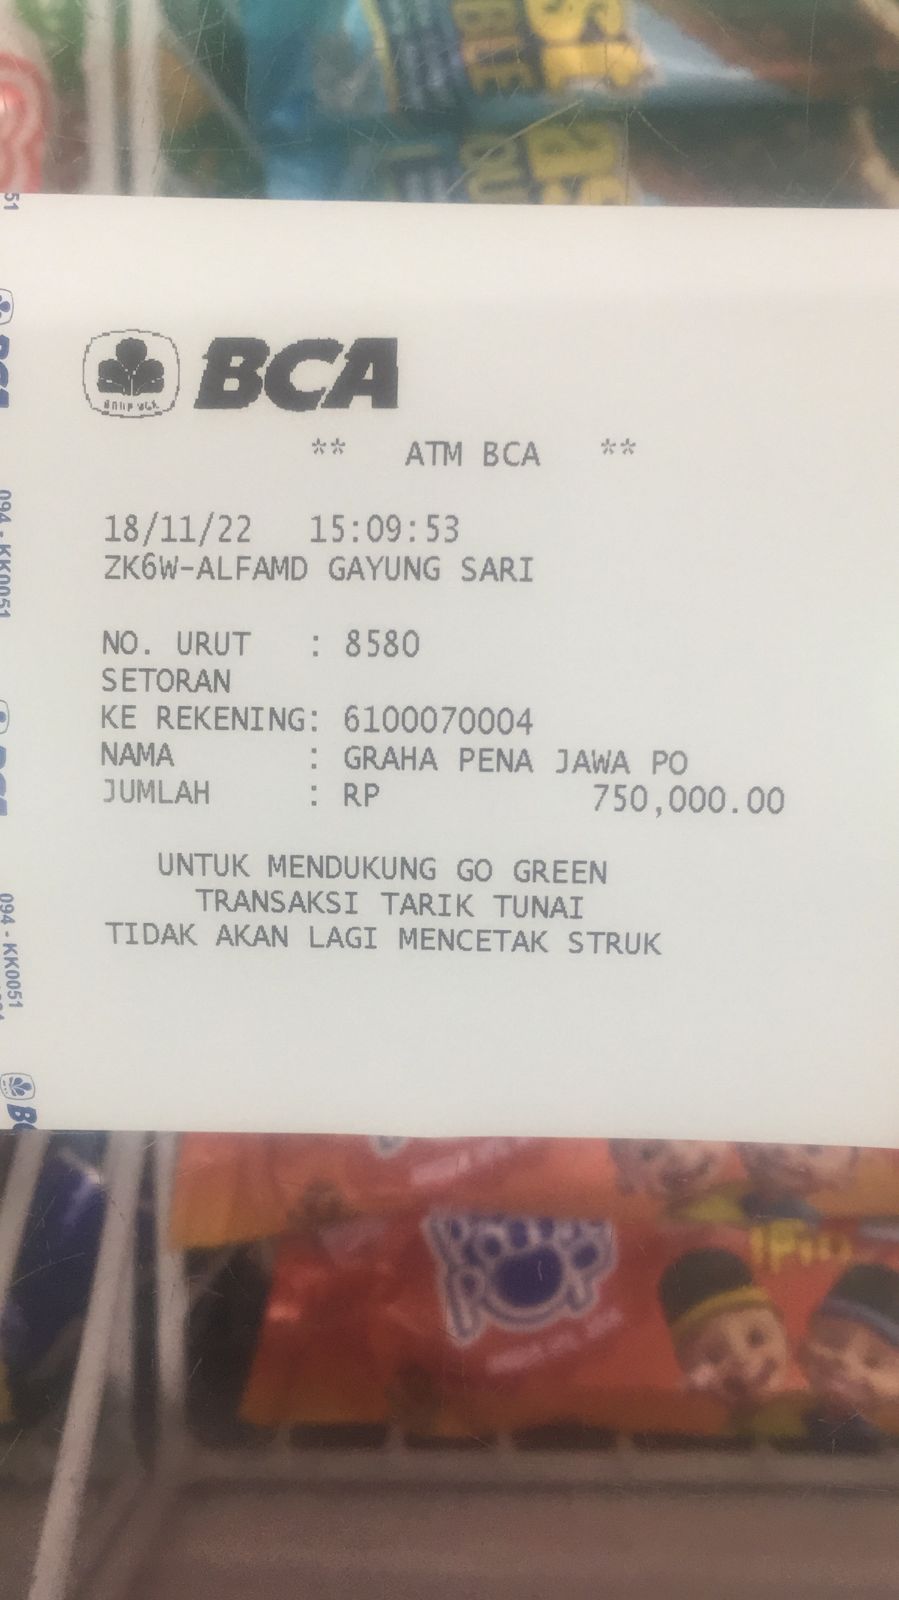 BCA
** ATM BCA **
18/11/22 15:09:53
ZK6W-ALFAMD GAYUNG SARI
NO. URUT : 8580
SETORAN
KE REKENING: 6100070004
NAMA : GRAHA PENA JAWA PO
JUMLAH : RP 750,000.00
UNTUK MENDUKUNG GO GREEN
TRANSAKSI TARIK TUNAI
TIDAK AKAN LAGI MENCETAK STRUK
51
BCA
094 - KK0051
094 - KK0051